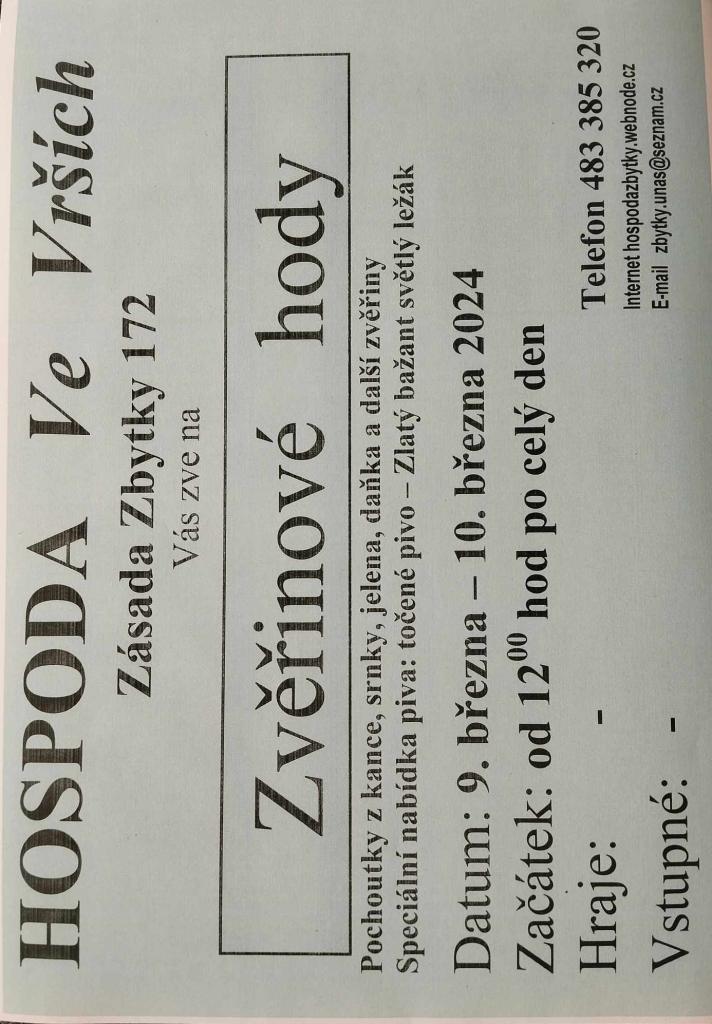 HOSPODA Ve Vrších
Zásada Zbytky 172
Vás zve na
Zvěřinové hody
Pochoutky z kance, srnky, jelena, daňka a další zvěřiny
Speciální nabídka piva: točené pivo – Zlatý bažant světlý ležák
Datum: 9. března – 10. března 2024
Začátek: od 12⁰⁰ hod po celý den
Hraje: -
Telefon 483 385 320
Internet hospodazbytky.webnode.cz
Vstupné: -
E-mail zbytky.unas@seznam.cz